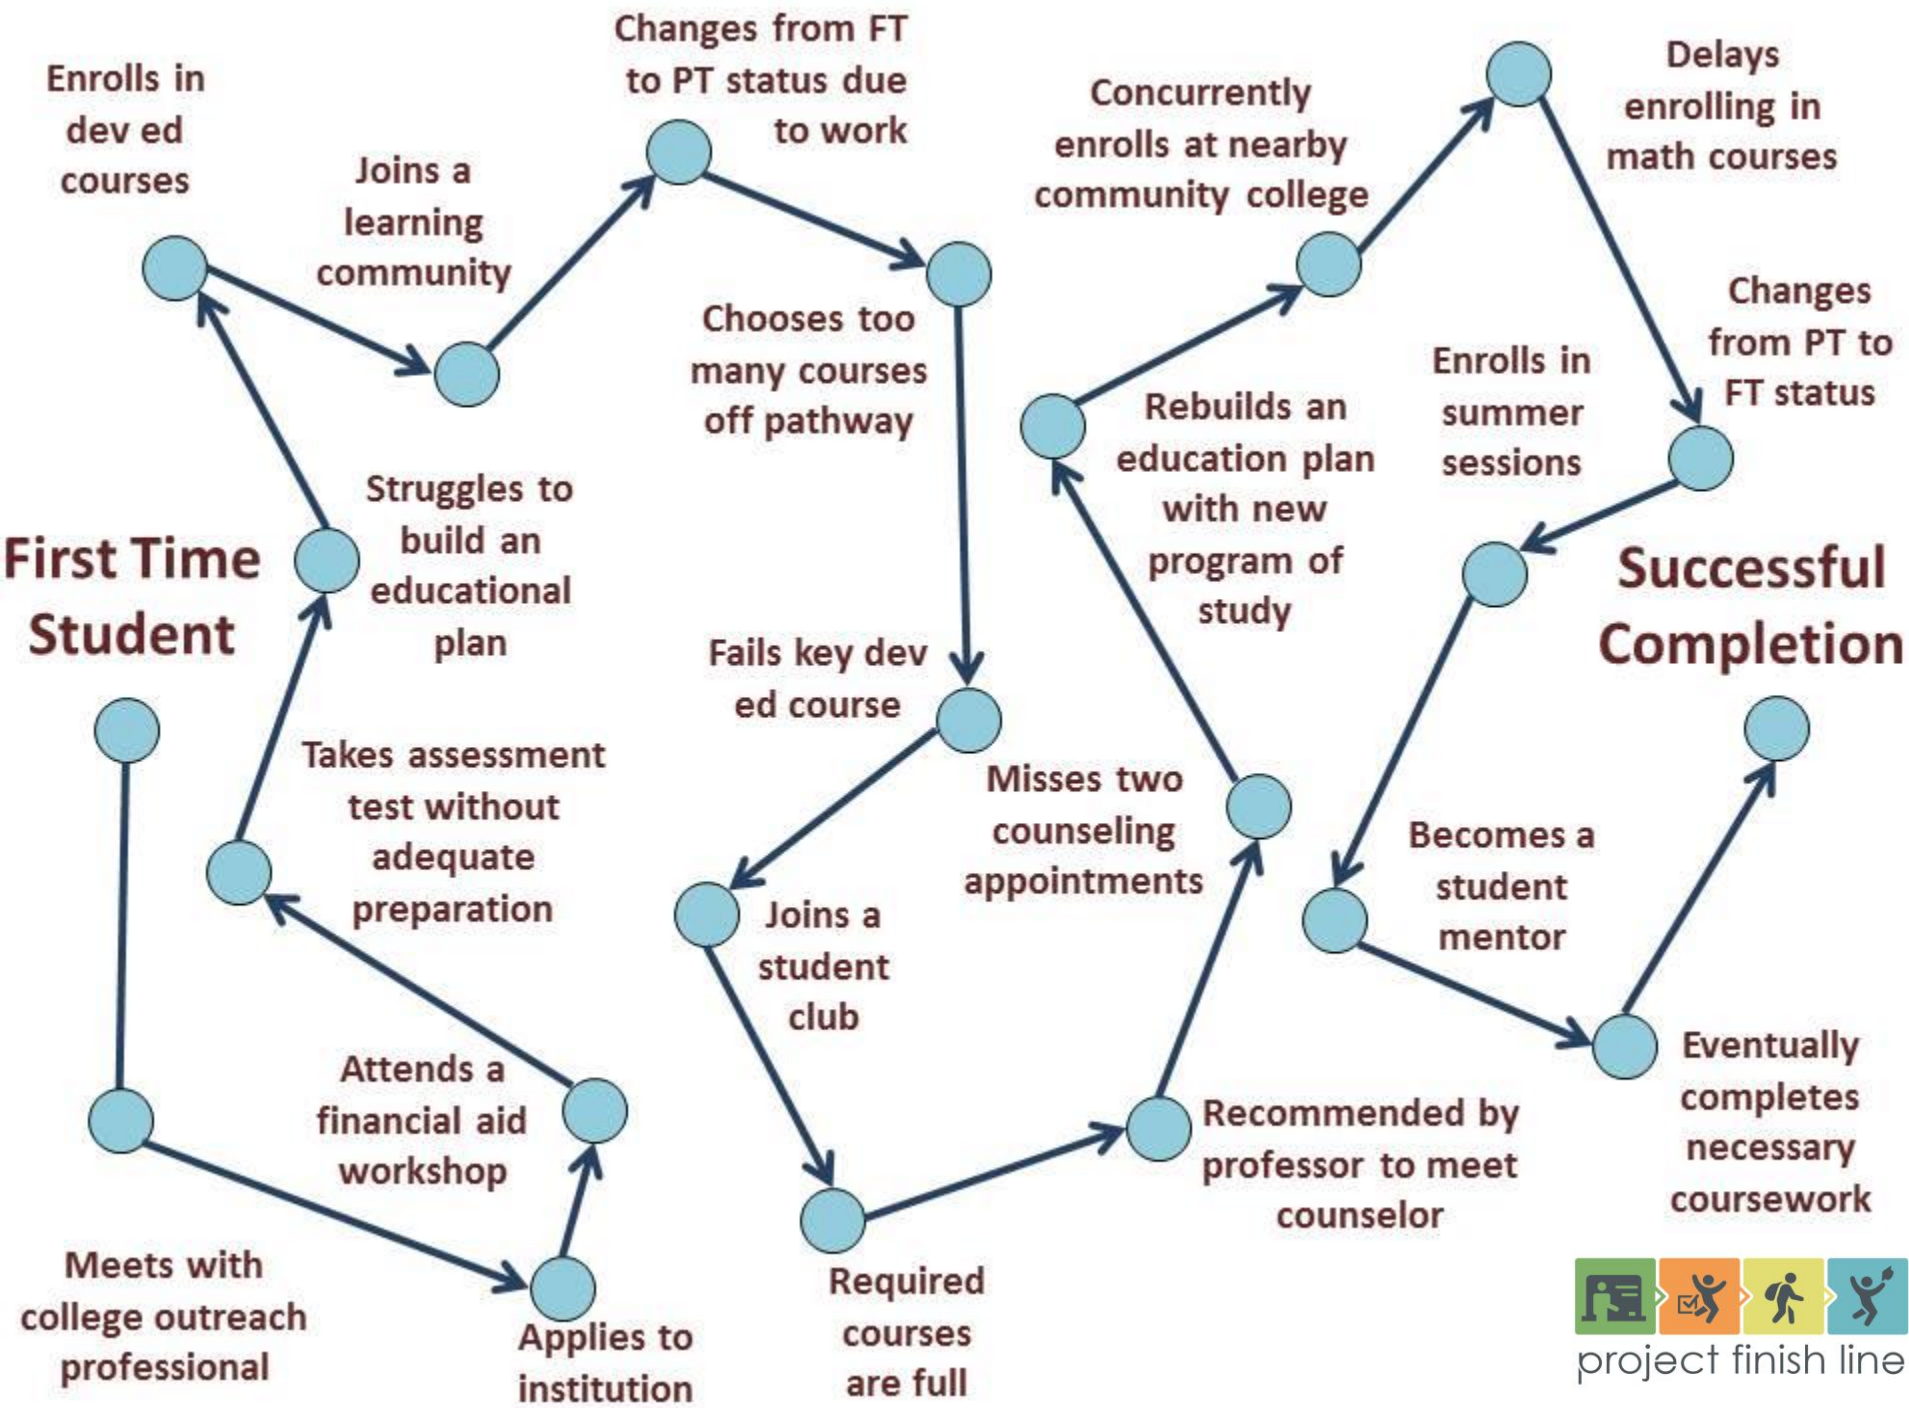 First Time
Student
Meets with
college outreach
professional
Applies to
institution
Attends a
financial aid
workshop
Takes assessment
test without
adequate
preparation
Struggles to
build an
educational
plan
Enrolls in
dev ed
courses
Joins a
learning
community
Changes from FT
to PT status due
to work
Chooses too
many courses
off pathway
Fails key dev
ed course
Joins a
student
club
Required
courses
are full
Recommended by
professor to meet
counselor
Misses two
counseling
appointments
Rebuilds an
education plan
with new
program of
study
Concurrently
enrolls at nearby
community college
Delays
enrolling in
math courses
Changes
from PT to
FT status
Enrolls in
summer
sessions
Becomes a
student
mentor
Eventually
completes
necessary
coursework
Successful
Completion
project finish line